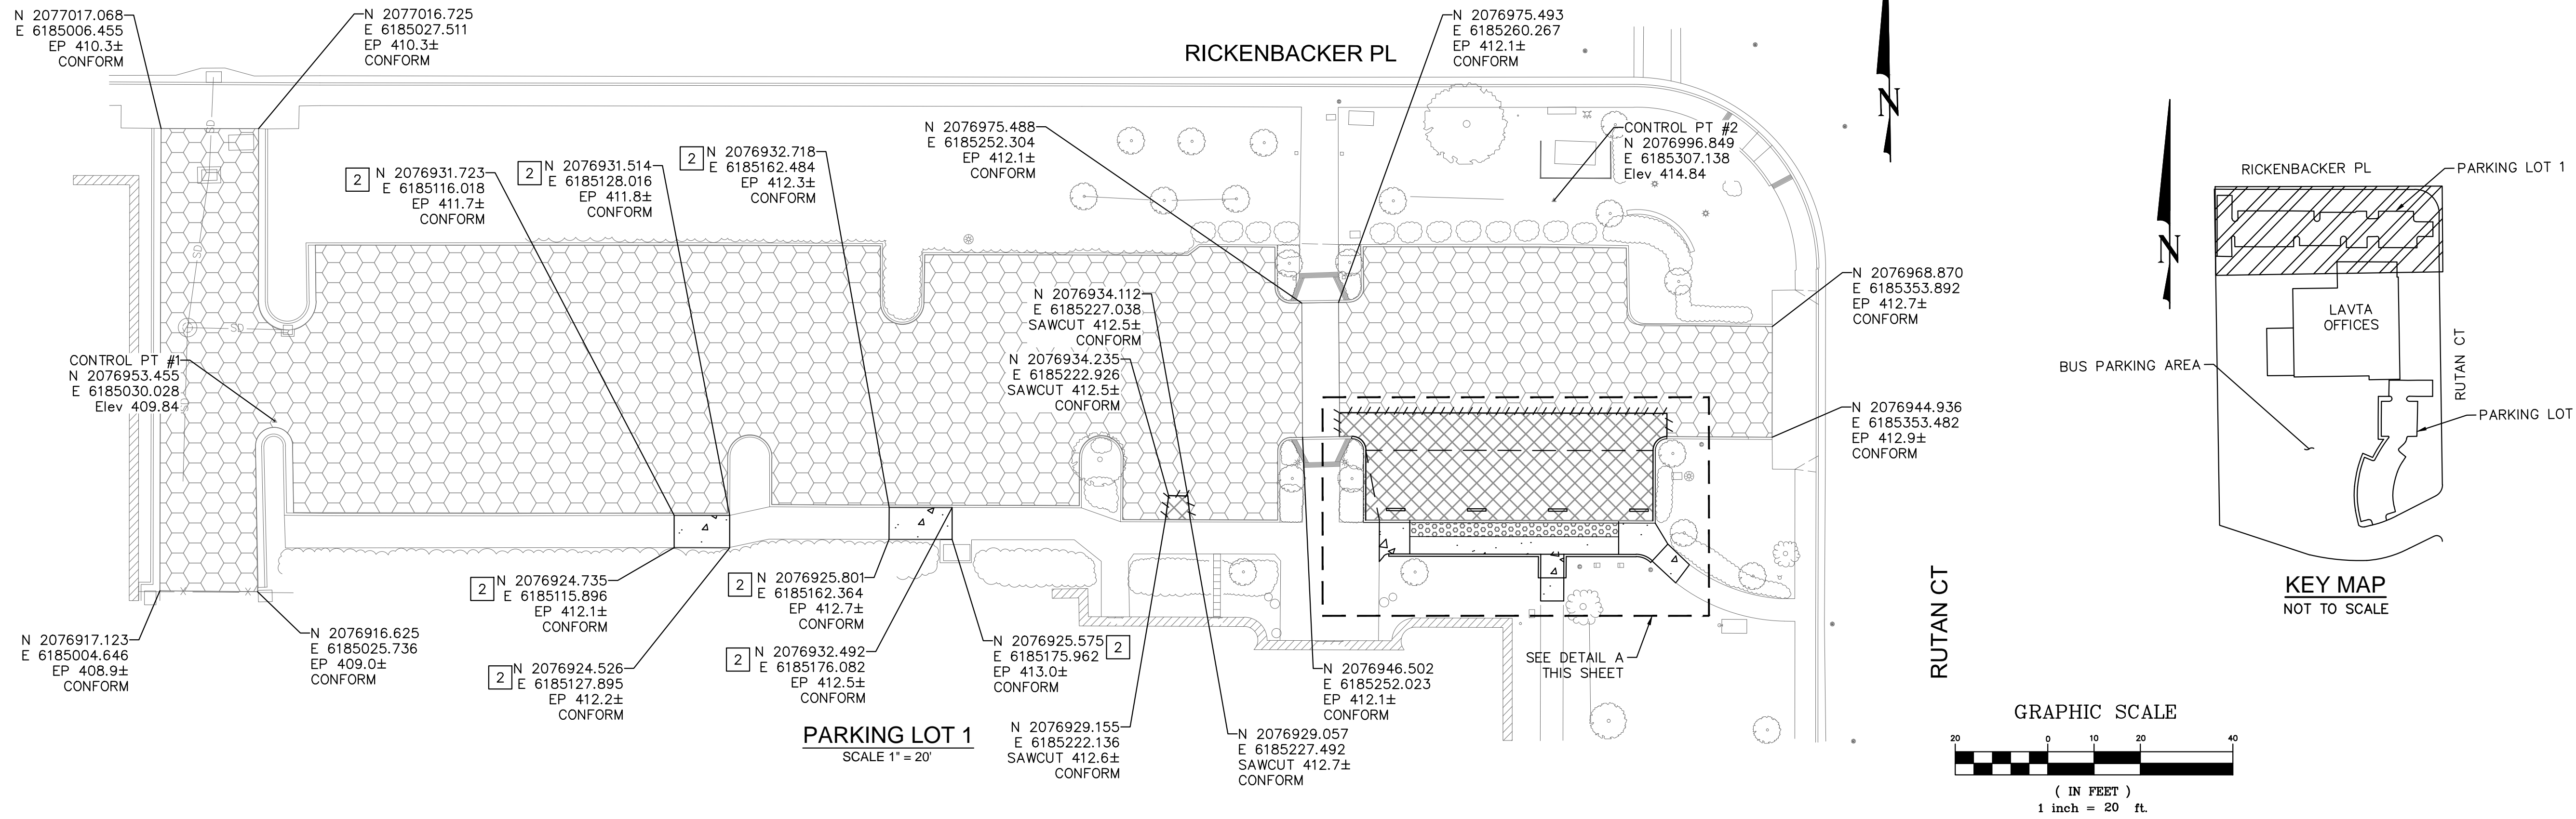 N 2077017.068
E 6185006.455
EP 410.3±
CONFORM
N 2077016.725
E 6185027.511
EP 410.3±
CONFORM
RICKENBACKER PL
N 2076975.493
E 6185260.267
EP 412.1±
CONFORM
N
2
N 2076931.723
E 6185116.018
EP 411.7±
CONFORM
2
N 2076931.514
E 6185128.016
EP 411.8±
CONFORM
2
N 2076932.718
E 6185162.484
EP 412.3±
CONFORM
N 2076975.488
E 6185252.304
EP 412.1±
CONFORM
CONTROL PT #2
N 2076996.849
E 6185307.138
Elev 414.84
SD
SD
SD
N 2076934.112
E 6185227.038
SAWCUT 412.5±
CONFORM
N 2076934.235
E 6185222.926
SAWCUT 412.5±
CONFORM
N 2076968.870
E 6185353.892
EP 412.7±
CONFORM
CONTROL PT #1
N 2076953.455
E 6185030.028
Elev 409.84
N 2076944.936
E 6185353.482
EP 412.9±
CONFORM
N 2076917.123
E 6185004.646
EP 408.9±
CONFORM
N 2076916.625
E 6185025.736
EP 409.0±
CONFORM
2
N 2076924.735
E 6185115.896
EP 412.1±
CONFORM
2
N 2076924.526
E 6185127.895
EP 412.2±
CONFORM
2
N 2076925.801
E 6185162.364
EP 412.7±
CONFORM
2
N 2076932.492
E 6185176.082
EP 412.5±
CONFORM
N 2076925.575
E 6185175.962
EP 413.0±
CONFORM
2
N 2076929.155
E 6185222.136
SAWCUT 412.6±
CONFORM
N 2076929.057
E 6185227.492
SAWCUT 412.7±
CONFORM
N 2076946.502
E 6185252.023
EP 412.1±
CONFORM
SEE DETAIL A
THIS SHEET
RUTAN CT
PARKING LOT 1
SCALE 1" = 20'
N
RICKENBACKER PL
PARKING LOT 1
LAVTA
OFFICES
BUS PARKING AREA
RUTAN CT
PARKING LOT
KEY MAP
NOT TO SCALE
GRAPHIC SCALE
20 0 10 20 40
( IN FEET )
1 inch = 20 ft.